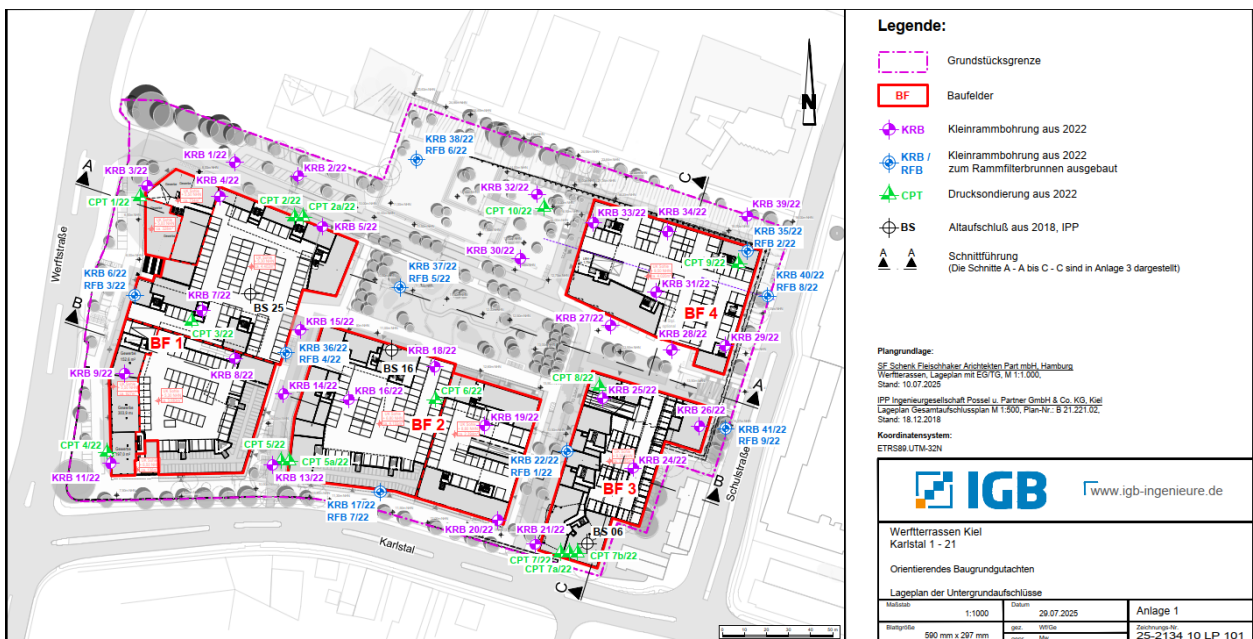 KRB 38/22
RFB 6/22
KRB 1/22
KRB 2/22
A
KRB 3/22
KRB 4/22
CPT 1/22
CPT 2/22
CPT 2a/22
KRB 5/22
KRB 32/22
CPT 10/22
C
KRB 33/22
KRB 34/22
KRB 39/22
KRB 35/22
RFB 2/22
CPT 9/22
KRB 30/22
KRB 40/22
RFB 8/22
KRB 31/22
Werftstraße
KRB 6/22
RFB 3/22
B
KRB 7/22
CPT 3/22
BS 25
KRB 37/22
RFB 5/22
KRB 27/22
BF 4
KRB 28/22
KRB 29/22
KRB 15/22
BF 1
KRB 36/22
RFB 4/22
BS 16
KRB 18/22
KRB 9/22
KRB 8/22
KRB 14/22
KRB 16/22
CPT 6/22
CPT 8/22
KRB 25/22
A
KRB 26/22
KRB 19/22
BF 2
KRB 41/22
RFB 9/22
CPT 4/22
KRB 11/22
CPT 5/22
CPT 5a/22
KRB 13/22
KRB 22/22
RFB 1/22
KRB 24/22
BF 3
B
Schulstraße
KRB 17/22
RFB 7/22
KRB 20/22
KRB 21/22
BS 06
Karlstal
CPT 7/22
CPT 7b/22
CPT 7a/22
C
N
Legende:
Grundstücksgrenze
BF Baufelder
KRB Kleinrammbohrung aus 2022
KRB / Kleinrammbohrung aus 2022
RFB zum Rammfilterbrunnen ausgebaut
CPT Drucksondierung aus 2022
BS Altaufschluß aus 2018, IPP
A A Schnittführung
(Die Schnitte A - A bis C - C sind in Anlage 3 dargestellt)
Plangrundlage:
SF Schenk Fleischhaker Arichtekten Part mbH, Hamburg
Werftterrassen, Lageplan mit EG/TG, M 1:1.000,
Stand: 10.07.2025
IPP Ingenieurgesellschaft Possel u. Partner GmbH & Co. KG, Kiel
Lageplan Gesamtaufschlussplan M 1:500, Plan-Nr.: B 21.221.02,
Stand: 18.12.2018
Koordinatensystem:
ETRS89.UTM-32N
IGB
www.igb-ingenieure.de
Werftterrassen Kiel
Karlstal 1 - 21
Orientierendes Baugrundgutachten
Lageplan der Untergrundaufschlüsse
Maßstab 1:1000
Datum 29.07.2025
Anlage 1
Blattgröße 590 mm x 297 mm
gez. Wf/Ge
Zeichnungs-Nr.
25-2134 10 LP 101